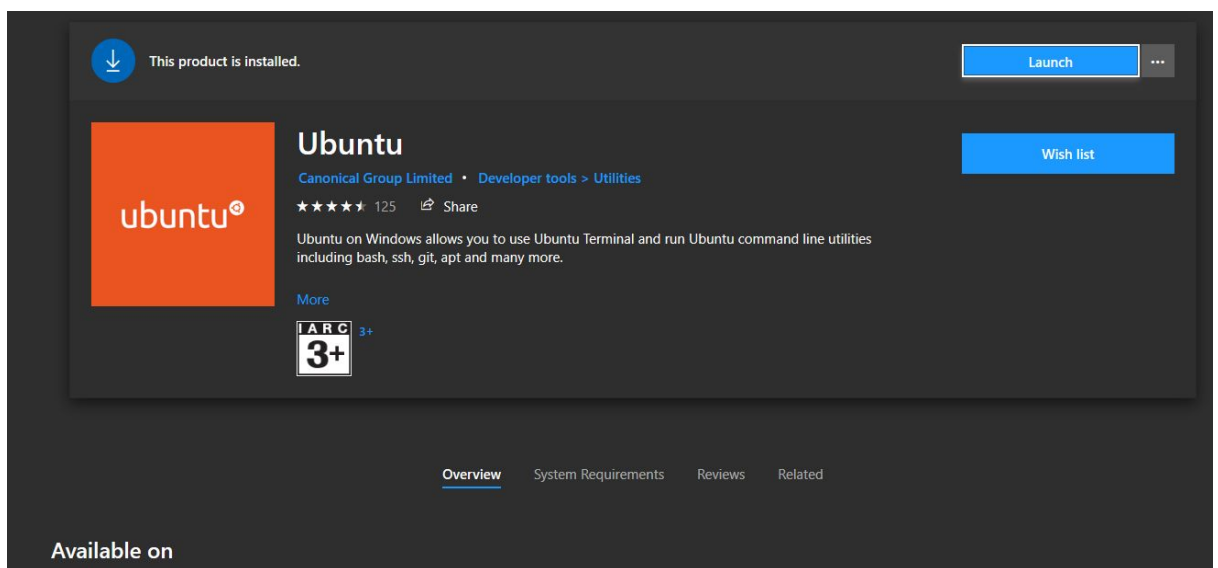 This product is installed.
Launch
Ubuntu
Wish list
Canonical Group Limited • Developer tools > Utilities
ubuntu
125 Share
Ubuntu on Windows allows you to use Ubuntu Terminal and run Ubuntu command line utilities
including bash, ssh, git, apt and many more.
More
IARC 3+
3+
Overview System Requirements Reviews Related
Available on